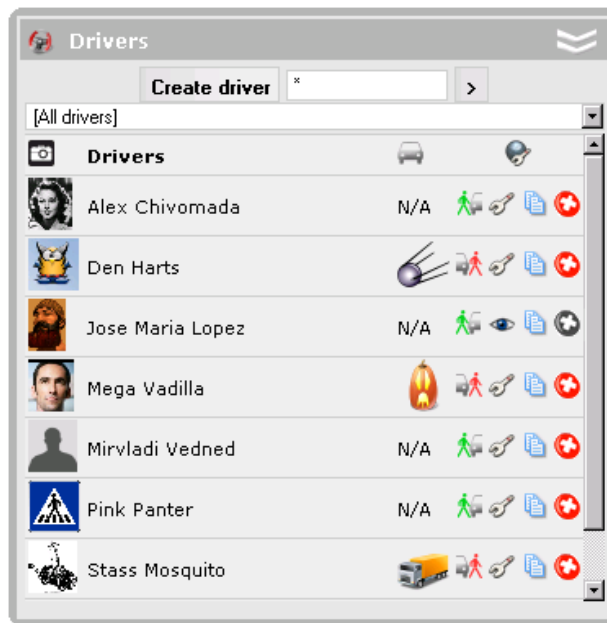 Drivers
Create driver * >
[All drivers]
Drivers
Alex Chivomada N/A
Den Harts
Jose Maria Lopez N/A
Mega Vadilla
Mirvladi Vedned N/A
Pink Panter N/A
Stass Mosquito